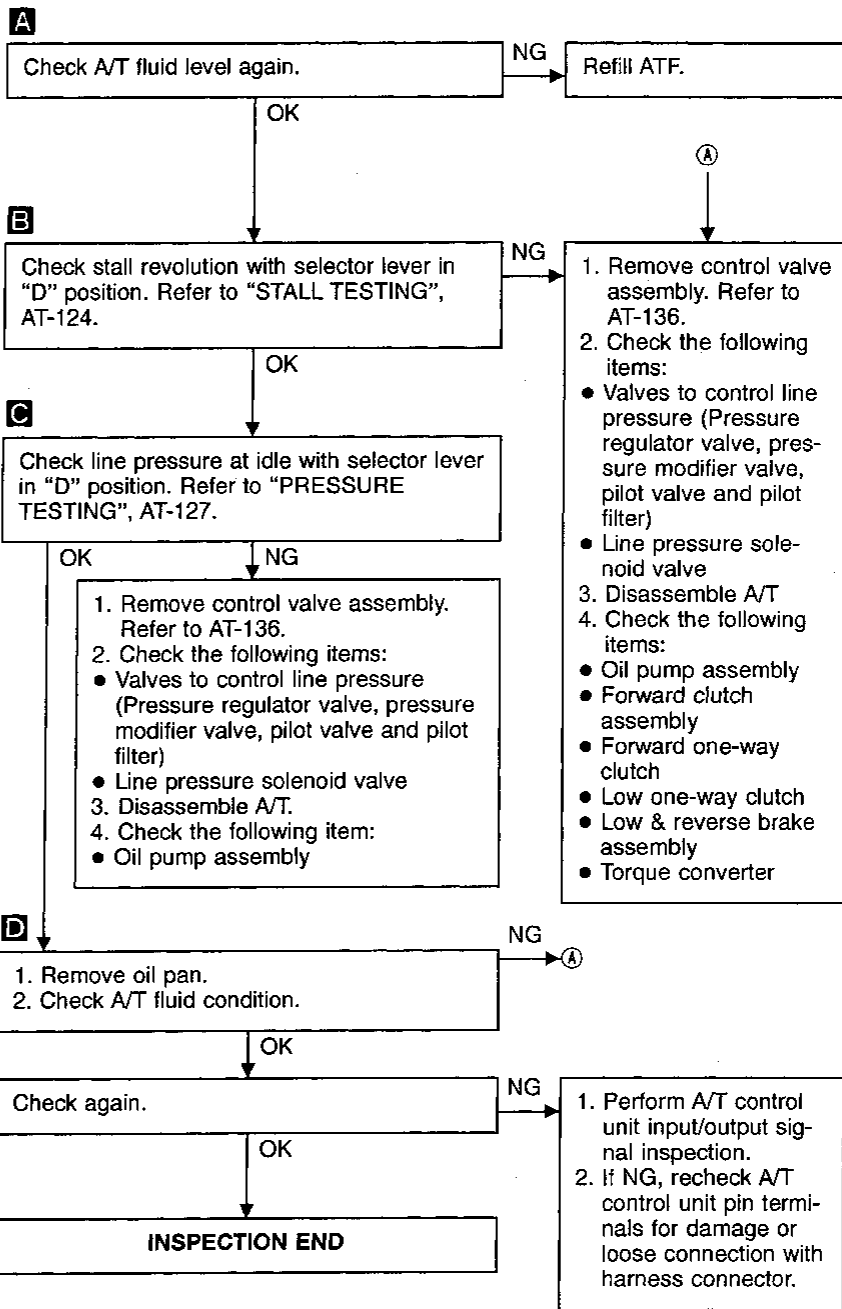 A
Check A/T fluid level again.
NG
Refill ATF.
OK
A
B
Check stall revolution with selector lever in
"D" position. Refer to "STALL TESTING",
AT-124.
NG
1. Remove control valve
assembly. Refer to
AT-136.
2. Check the following
items:
● Valves to control line
pressure (Pressure
regulator valve, pres-
sure modifier valve,
pilot valve and pilot
filter)
● Line pressure sole-
noid valve
3. Disassemble A/T
4. Check the following
items:
● Oil pump assembly
● Forward clutch
assembly
● Forward one-way
clutch
● Low one-way clutch
● Low & reverse brake
assembly
● Torque converter
OK
C
Check line pressure at idle with selector lever
in "D" position. Refer to "PRESSURE
TESTING", AT-127.
OK
NG
1. Remove control valve assembly.
Refer to AT-136.
2. Check the following items:
● Valves to control line pressure
(Pressure regulator valve, pressure
modifier valve, pilot valve and pilot
filter)
● Line pressure solenoid valve
3. Disassemble A/T.
4. Check the following item:
● Oil pump assembly
D
1. Remove oil pan.
2. Check A/T fluid condition.
NG
A
OK
Check again.
NG
1. Perform A/T control
unit input/output sig-
nal inspection.
2. If NG, recheck A/T
control unit pin termi-
nals for damage or
loose connection with
harness connector.
OK
INSPECTION END